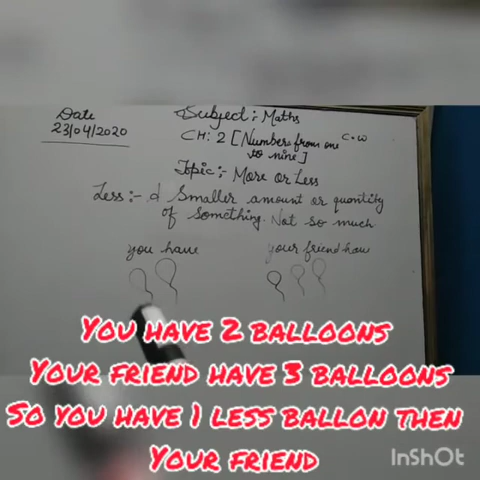 Date
23/04/2020
Subject:- Maths
CH: 2 [Numbers from one
to nine]
C.W
Topic:- More Or Less
Less:- A Smaller amount or quantity
of something. Not so much
you have
your friend have
You have 2 balloons
Your friend have 3 balloons
So you have 1 less ballon then
Your friend
InShOt